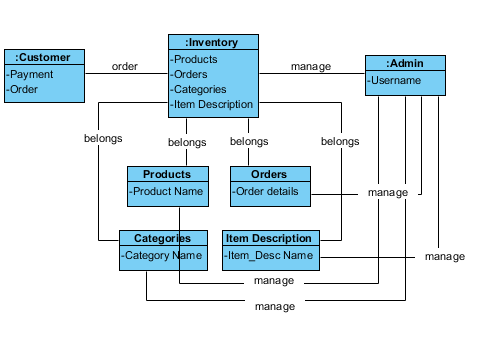 :Customer
-Payment
-Order
order
:Inventory
-Products
-Orders
-Categories
-Item Description
manage
:Admin
-Username
belongs
belongs
belongs
belongs
Products
-Product Name
Orders
-Order details
manage
Categories
-Category Name
Item Description
-Item_Desc Name
manage
manage
manage